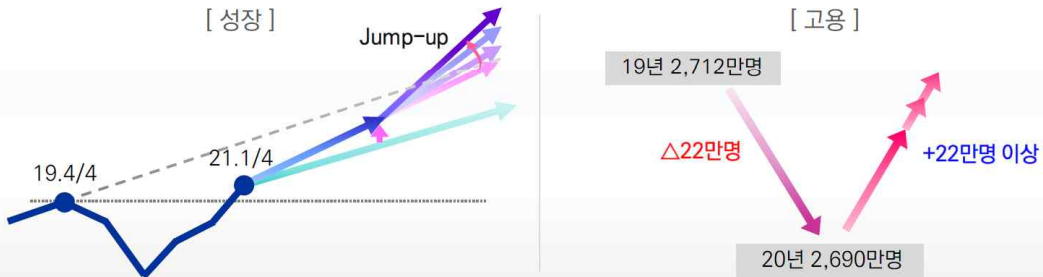 [ 성장 ]
Jump-up
19.4/4
21.1/4
[ 고용 ]
19년 2,712만명
△22만명
+22만명 이상
20년 2,690만명